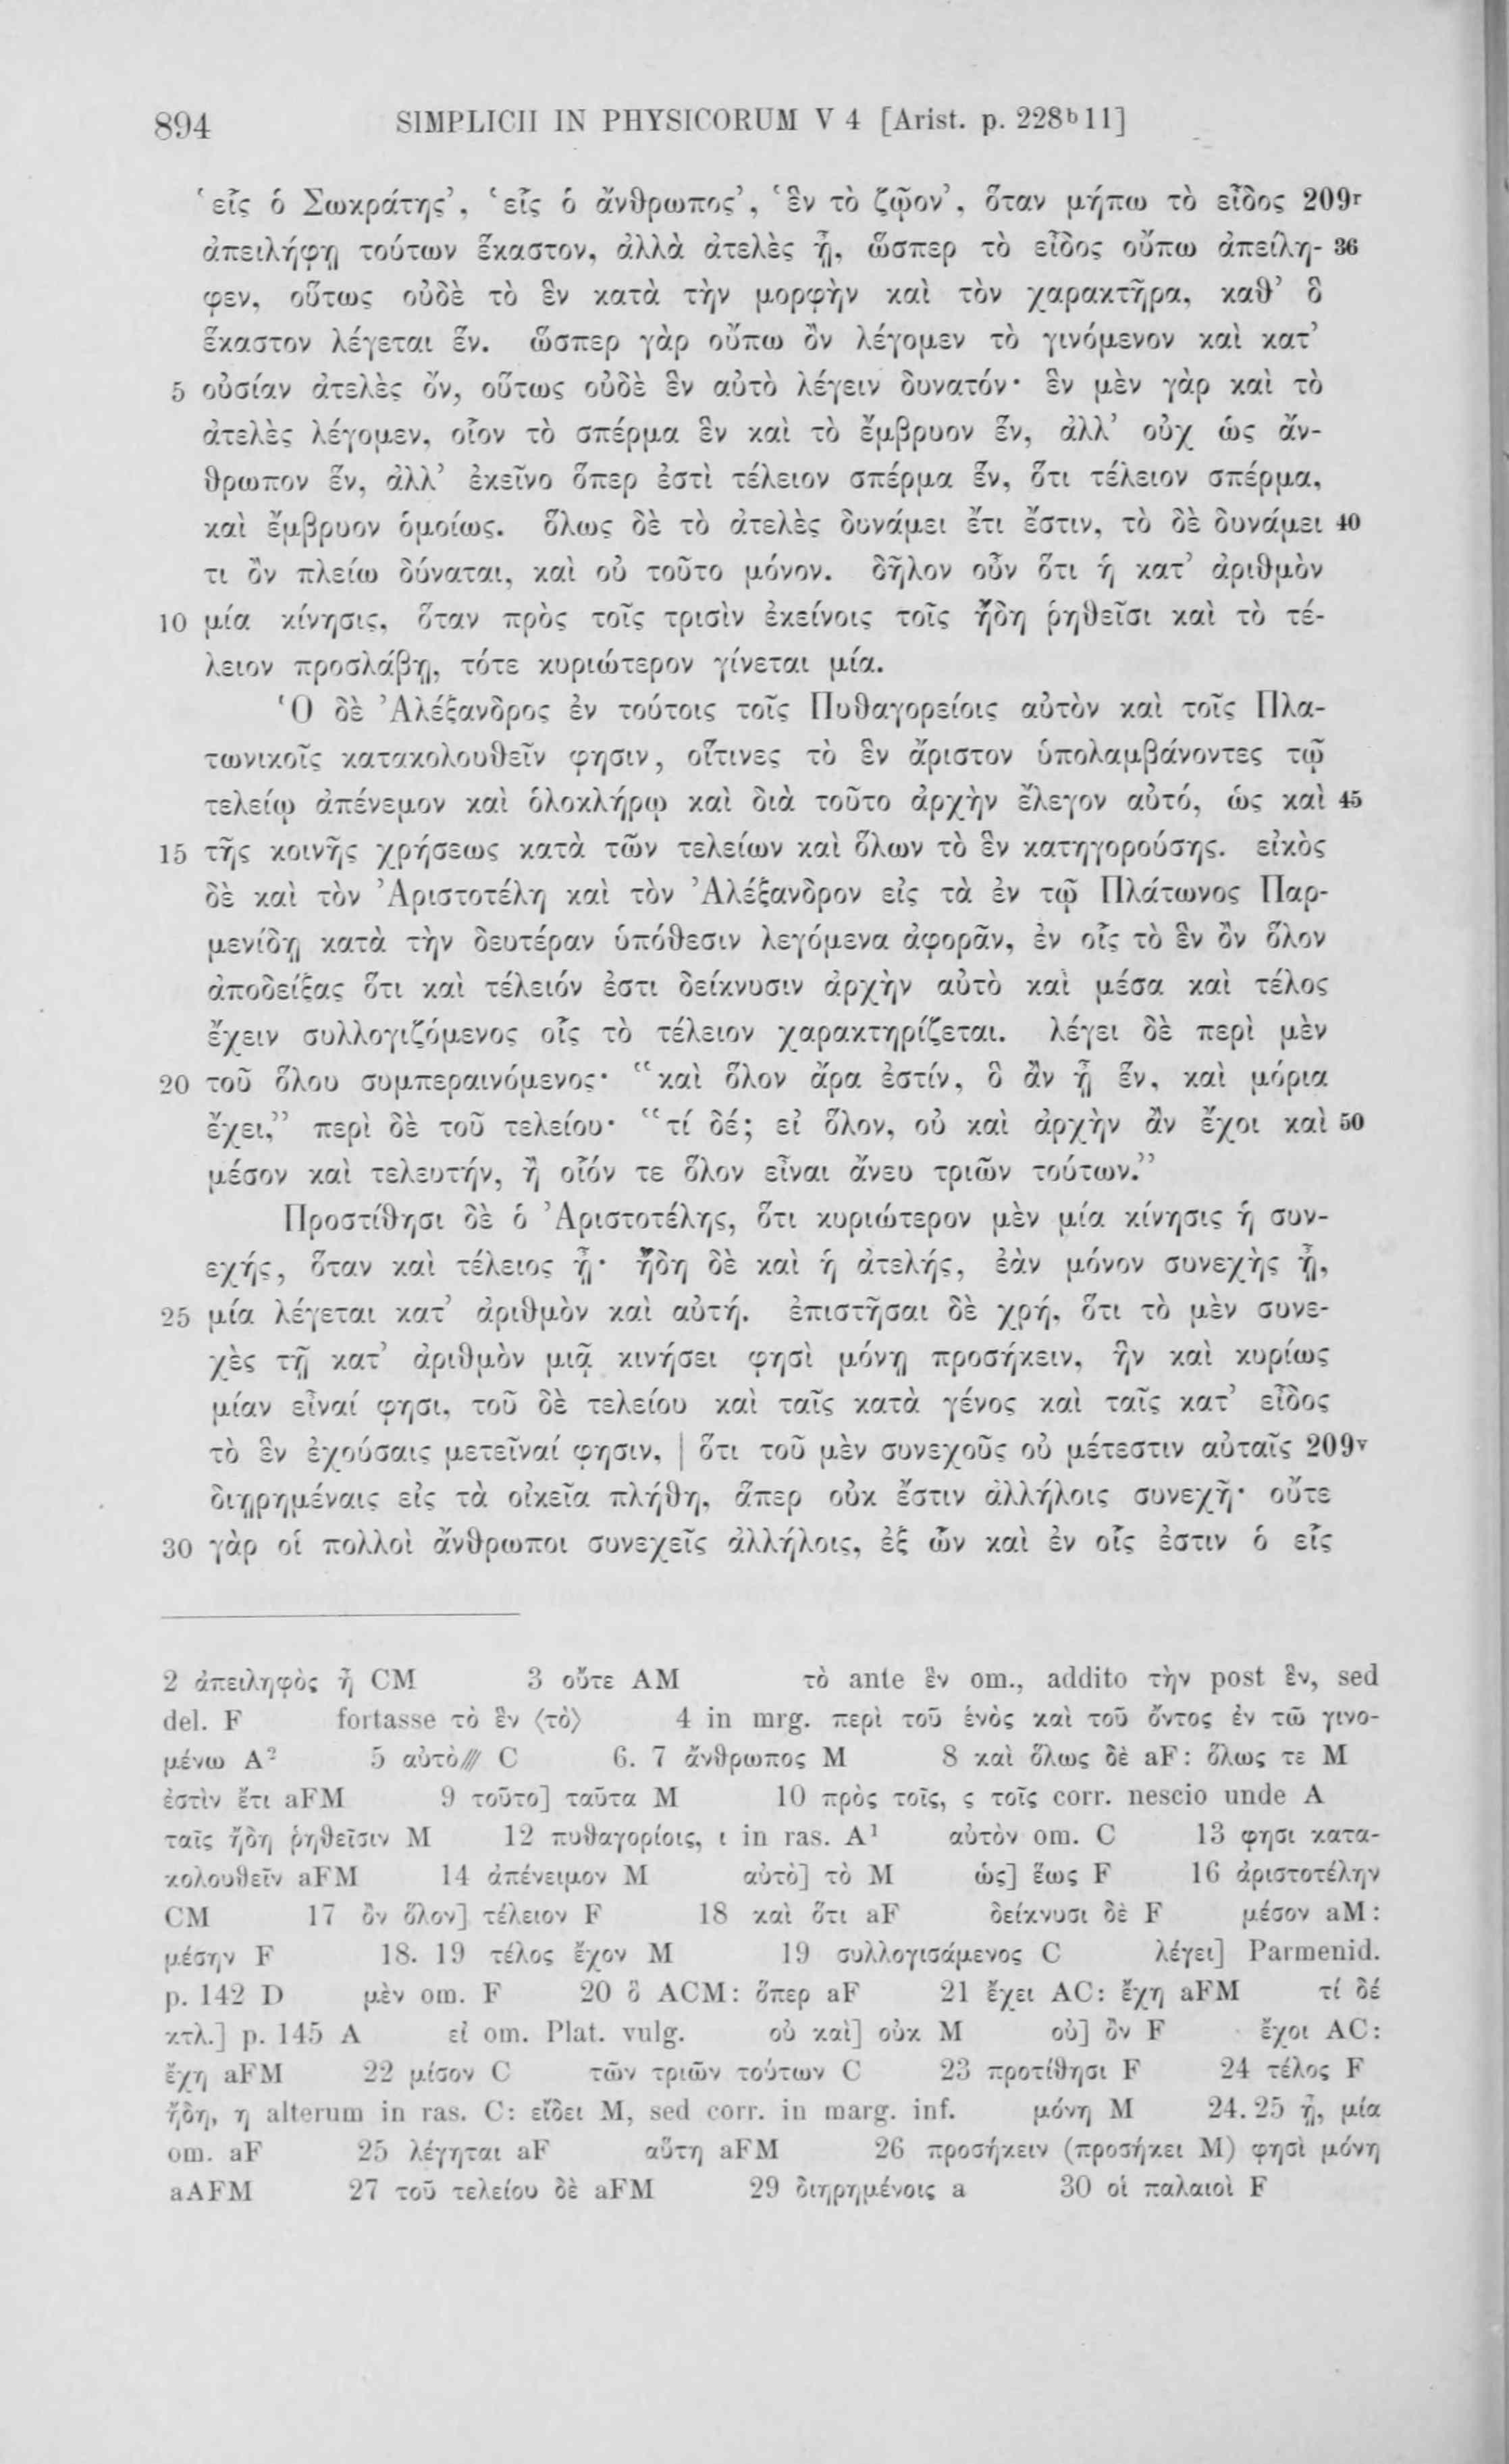 894 SIMPLICII IN PHYSICORUM V 4 [Arist. p. 228ᵇ11]
‘εἷς ὁ Σωκράτης’, ‘εἷς ὁ ἄνθρωπος’, ‘ἓν τὸ ζῷον’, ὅταν μήπω τὸ εἶδος 209ʳ
ἀπειλήφῃ τούτων ἕκαστον, ἀλλὰ ἀτελὲς ᾖ, ὥσπερ τὸ εἶδος οὔπω ἀπείλη- 36
φεν, οὕτως οὐδὲ τὸ ἓν κατὰ τὴν μορφὴν καὶ τὸν χαρακτῆρα, καθ’ ὃ
ἕκαστον λέγεται ἕν. ὥσπερ γὰρ οὔπω ὂν λέγομεν τὸ γινόμενον καὶ κατ’
5 οὐσίαν ἀτελὲς ὄν, οὕτως οὐδὲ ἓν αὐτὸ λέγειν δυνατόν· ἓν μὲν γὰρ καὶ τὸ
ἀτελὲς λέγομεν, οἷον τὸ σπέρμα ἓν καὶ τὸ ἔμβρυον ἕν, ἀλλ’ οὐχ ὡς ἄν-
θρωπον ἕν, ἀλλ’ ἐκεῖνο ὅπερ ἐστὶ τέλειον σπέρμα ἕν, ὅτι τέλειον σπέρμα,
καὶ ἔμβρυον ὁμοίως. ὅλως δὲ τὸ ἀτελὲς δυνάμει ἔτι ἔστιν, τὸ δὲ δυνάμει 40
τι ὂν πλείω δύναται, καὶ οὐ τοῦτο μόνον. δῆλον οὖν ὅτι ἡ κατ’ ἀριθμὸν
10 μία κίνησις, ὅταν πρὸς τοῖς τρισὶν ἐκείνοις τοῖς ἤδη ῥηθεῖσι καὶ τὸ τέ-
λειον προσλάβῃ, τότε κυριώτερον γίνεται μία.
Ὁ δὲ Ἀλέξανδρος ἐν τούτοις τοῖς Πυθαγορείοις αὐτὸν καὶ τοῖς Πλα-
τωνικοῖς κατακολουθεῖν φησιν, οἵτινες τὸ ἓν ἄριστον ὑπολαμβάνοντες τῷ
τελείῳ ἀπένεμον καὶ ὁλοκλήρῳ καὶ διὰ τοῦτο ἀρχὴν ἔλεγον αὐτό, ὡς καὶ 45
15 τῆς κοινῆς χρήσεως κατὰ τῶν τελείων καὶ ὅλων τὸ ἓν κατηγορούσης. εἰκὸς
δὲ καὶ τὸν Ἀριστοτέλη καὶ τὸν Ἀλέξανδρον εἰς τὰ ἐν τῷ Πλάτωνος Παρ-
μενίδῃ κατὰ τὴν δευτέραν ὑπόθεσιν λεγόμενα ἀφορᾶν, ἐν οἷς τὸ ἓν ὂν ὅλον
ἀποδείξας ὅτι καὶ τέλειόν ἐστι δείκνυσιν ἀρχὴν αὐτὸ καὶ μέσα καὶ τέλος
ἔχειν συλλογιζόμενος οἷς τὸ τέλειον χαρακτηρίζεται. λέγει δὲ περὶ μὲν
20 τοῦ ὅλου συμπεραινόμενος· “καὶ ὅλον ἄρα ἐστίν, ὃ ἂν ᾖ ἕν, καὶ μόρια
ἔχει,” περὶ δὲ τοῦ τελείου· “τί δέ; εἰ ὅλον, οὐ καὶ ἀρχὴν ἂν ἔχοι καὶ 50
μέσον καὶ τελευτήν, ἢ οἷόν τε ὅλον εἶναι ἄνευ τριῶν τούτων.”
Προστίθησι δὲ ὁ Ἀριστοτέλης, ὅτι κυριώτερον μὲν μία κίνησις ἡ συν-
εχής, ὅταν καὶ τέλειος ᾖ· ἤδη δὲ καὶ ἡ ἀτελής, ἐὰν μόνον συνεχὴς ᾖ,
25 μία λέγεται κατ’ ἀριθμὸν καὶ αὐτή. ἐπιστῆσαι δὲ χρή, ὅτι τὸ μὲν συνε-
χὲς τῇ κατ’ ἀριθμὸν μιᾷ κινήσει φησὶ μόνῃ προσήκειν, ἣν καὶ κυρίως
μίαν εἶναί φησι, τοῦ δὲ τελείου καὶ ταῖς κατὰ γένος καὶ ταῖς κατ’ εἶδος
τὸ ἓν ἐχούσαις μετεῖναί φησιν, | ὅτι τοῦ μὲν συνεχοῦς οὐ μέτεστιν αὐταῖς 209ᵛ
διῃρημέναις εἰς τὰ οἰκεῖα πλήθη, ἅπερ οὐκ ἔστιν ἀλλήλοις συνεχῆ· οὔτε
30 γὰρ οἱ πολλοὶ ἄνθρωποι συνεχεῖς ἀλλήλοις, ἐξ ὧν καὶ ἐν οἷς ἐστιν ὁ εἷς
2 ἀπειληφὸς ᾖ CM 3 οὔτε AM τὸ ante ἓν om., addito τὴν post ἓν, sed
del. F fortasse τὸ ἓν ⟨τὸ⟩ 4 in mrg. περὶ τοῦ ἑνὸς καὶ τοῦ ὄντος ἐν τῶ γινο-
μένω A² 5 αὐτὸ/// C 6. 7 ἄνθρωπος M 8 καὶ ὅλως δὲ aF: ὅλως τε M
ἐστὶν ἔτι aFM 9 τοῦτο] ταῦτα M 10 πρὸς τοῖς, ς τοῖς corr. nescio unde A
ταῖς ἤδη ῥηθεῖσιν M 12 πυθαγορίοις, ι in ras. A¹ αὐτὸν om. C 13 φησι κατα-
κολουθεῖν aFM 14 ἀπένειμον M αὐτὸ] τὸ M ὡς] ἕως F 16 ἀριστοτέλην
CM 17 ὂν ὅλον] τέλειον F 18 καὶ ὅτι aF δείκνυσι δὲ F μέσον aM:
μέσην F 18. 19 τέλος ἔχον M 19 συλλογισάμενος C λέγει] Parmenid.
p. 142 D μὲν om. F 20 ὃ ACM: ὅπερ aF 21 ἔχει AC: ἔχη aFM τί δέ
κτλ.] p. 145 A εἰ om. Plat. vulg. οὐ καὶ] οὐκ M οὐ] ὂν F ἔχοι AC:
ἔχη aFM 22 μίσον C τῶν τριῶν τούτων C 23 προτίθησι F 24 τέλος F
ἤδη, η alterum in ras. C: εἴδει M, sed corr. in marg. inf. μόνη M 24. 25 ᾖ, μία
om. aF 25 λέγηται aF αὕτη aFM 26 προσήκειν (προσήκει M) φησὶ μόνη
aAFM 27 τοῦ τελείου δὲ aFM 29 διηρημένοις a 30 οἱ παλαιοὶ F